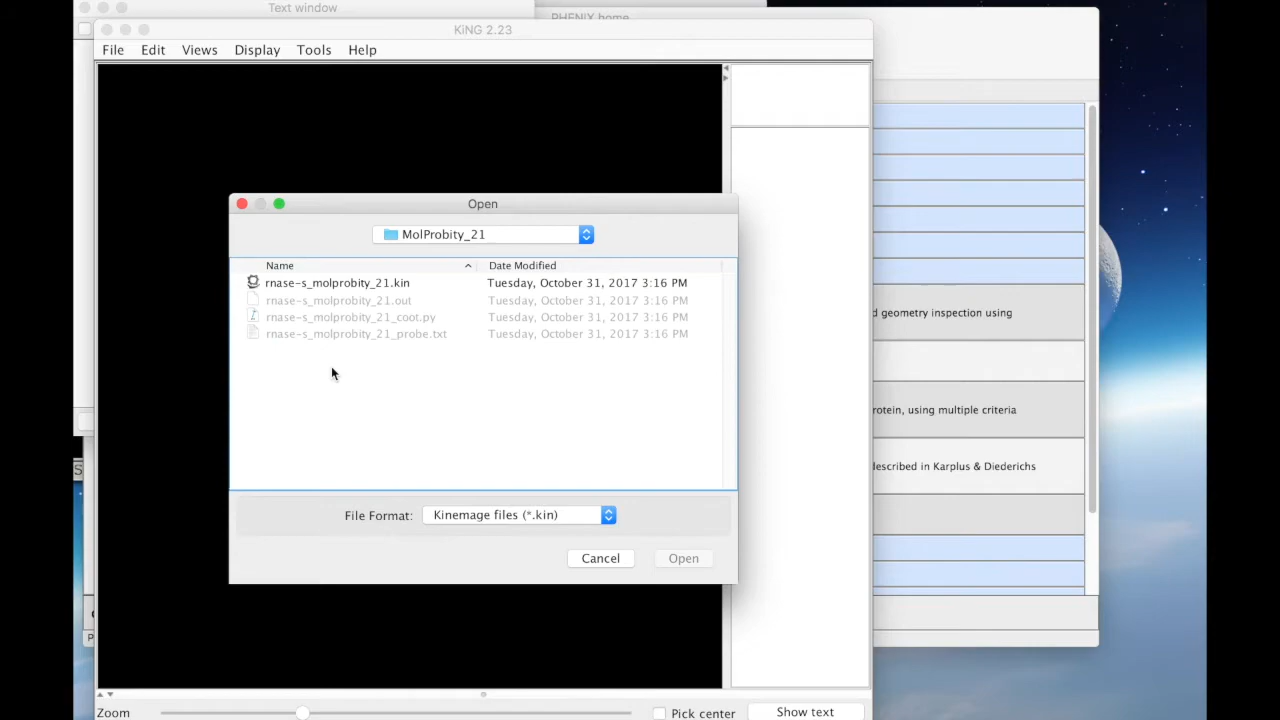 Text window
PHENIX home
KiNG 2.23
File Edit Views Display Tools Help
Open
MolProbity_21
Name Date Modified
rnase-s_molprobity_21.kin Tuesday, October 31, 2017 3:16 PM
rnase-s_molprobity_21.out Tuesday, October 31, 2017 3:16 PM
rnase-s_molprobity_21_coot.py Tuesday, October 31, 2017 3:16 PM
rnase-s_molprobity_21_probe.txt Tuesday, October 31, 2017 3:16 PM
d geometry inspection using
rotein, using multiple criteria
described in Karplus & Diederichs
S
File Format: Kinemage files (*.kin)
Cancel Open
P
Zoom Pick center Show text